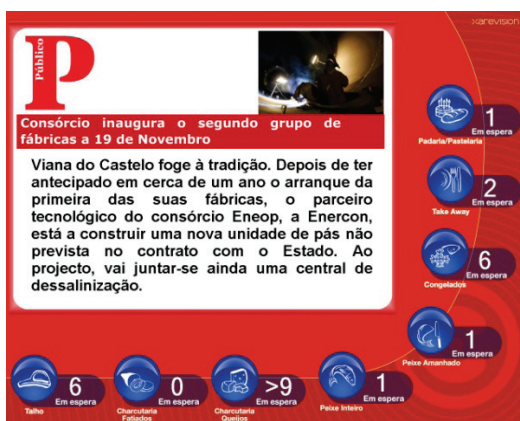 xarevision
Público
P
Consórcio inaugura o segundo grupo de
fábricas a 19 de Novembro
Viana do Castelo foge à tradição. Depois de ter
antecipado em cerca de um ano o arranque da
primeira das suas fábricas, o parceiro
tecnológico do consórcio Eneop, a Enercon,
está a construir uma nova unidade de pás não
prevista no contrato com o Estado. Ao
projecto, vai juntar-se ainda uma central de
dessalinização.
1
Em espera
Padaria/Pastelaria
2
Em espera
Take Away
6
Em espera
Congelados
1
Em espera
Peixe Amanhado
6
Em espera
Talho
0
Em espera
Charcutaria
Fatiados
>9
Em espera
Charcutaria
Queijos
1
Em espera
Peixe Inteiro